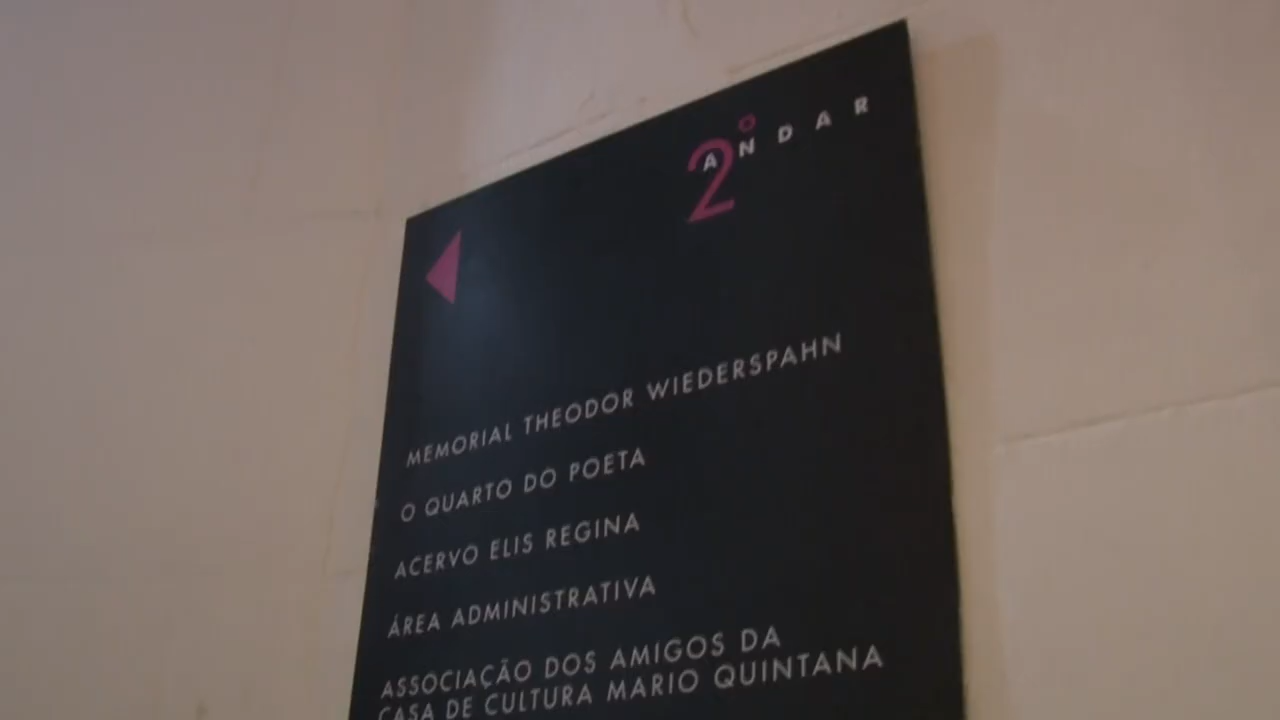 2º ANDAR
MEMORIAL THEODOR WIEDERSPAHN
O QUARTO DO POETA
ACERVO ELIS REGINA
ÁREA ADMINISTRATIVA
ASSOCIAÇÃO DOS AMIGOS DA
CASA DE CULTURA MARIO QUINTANA